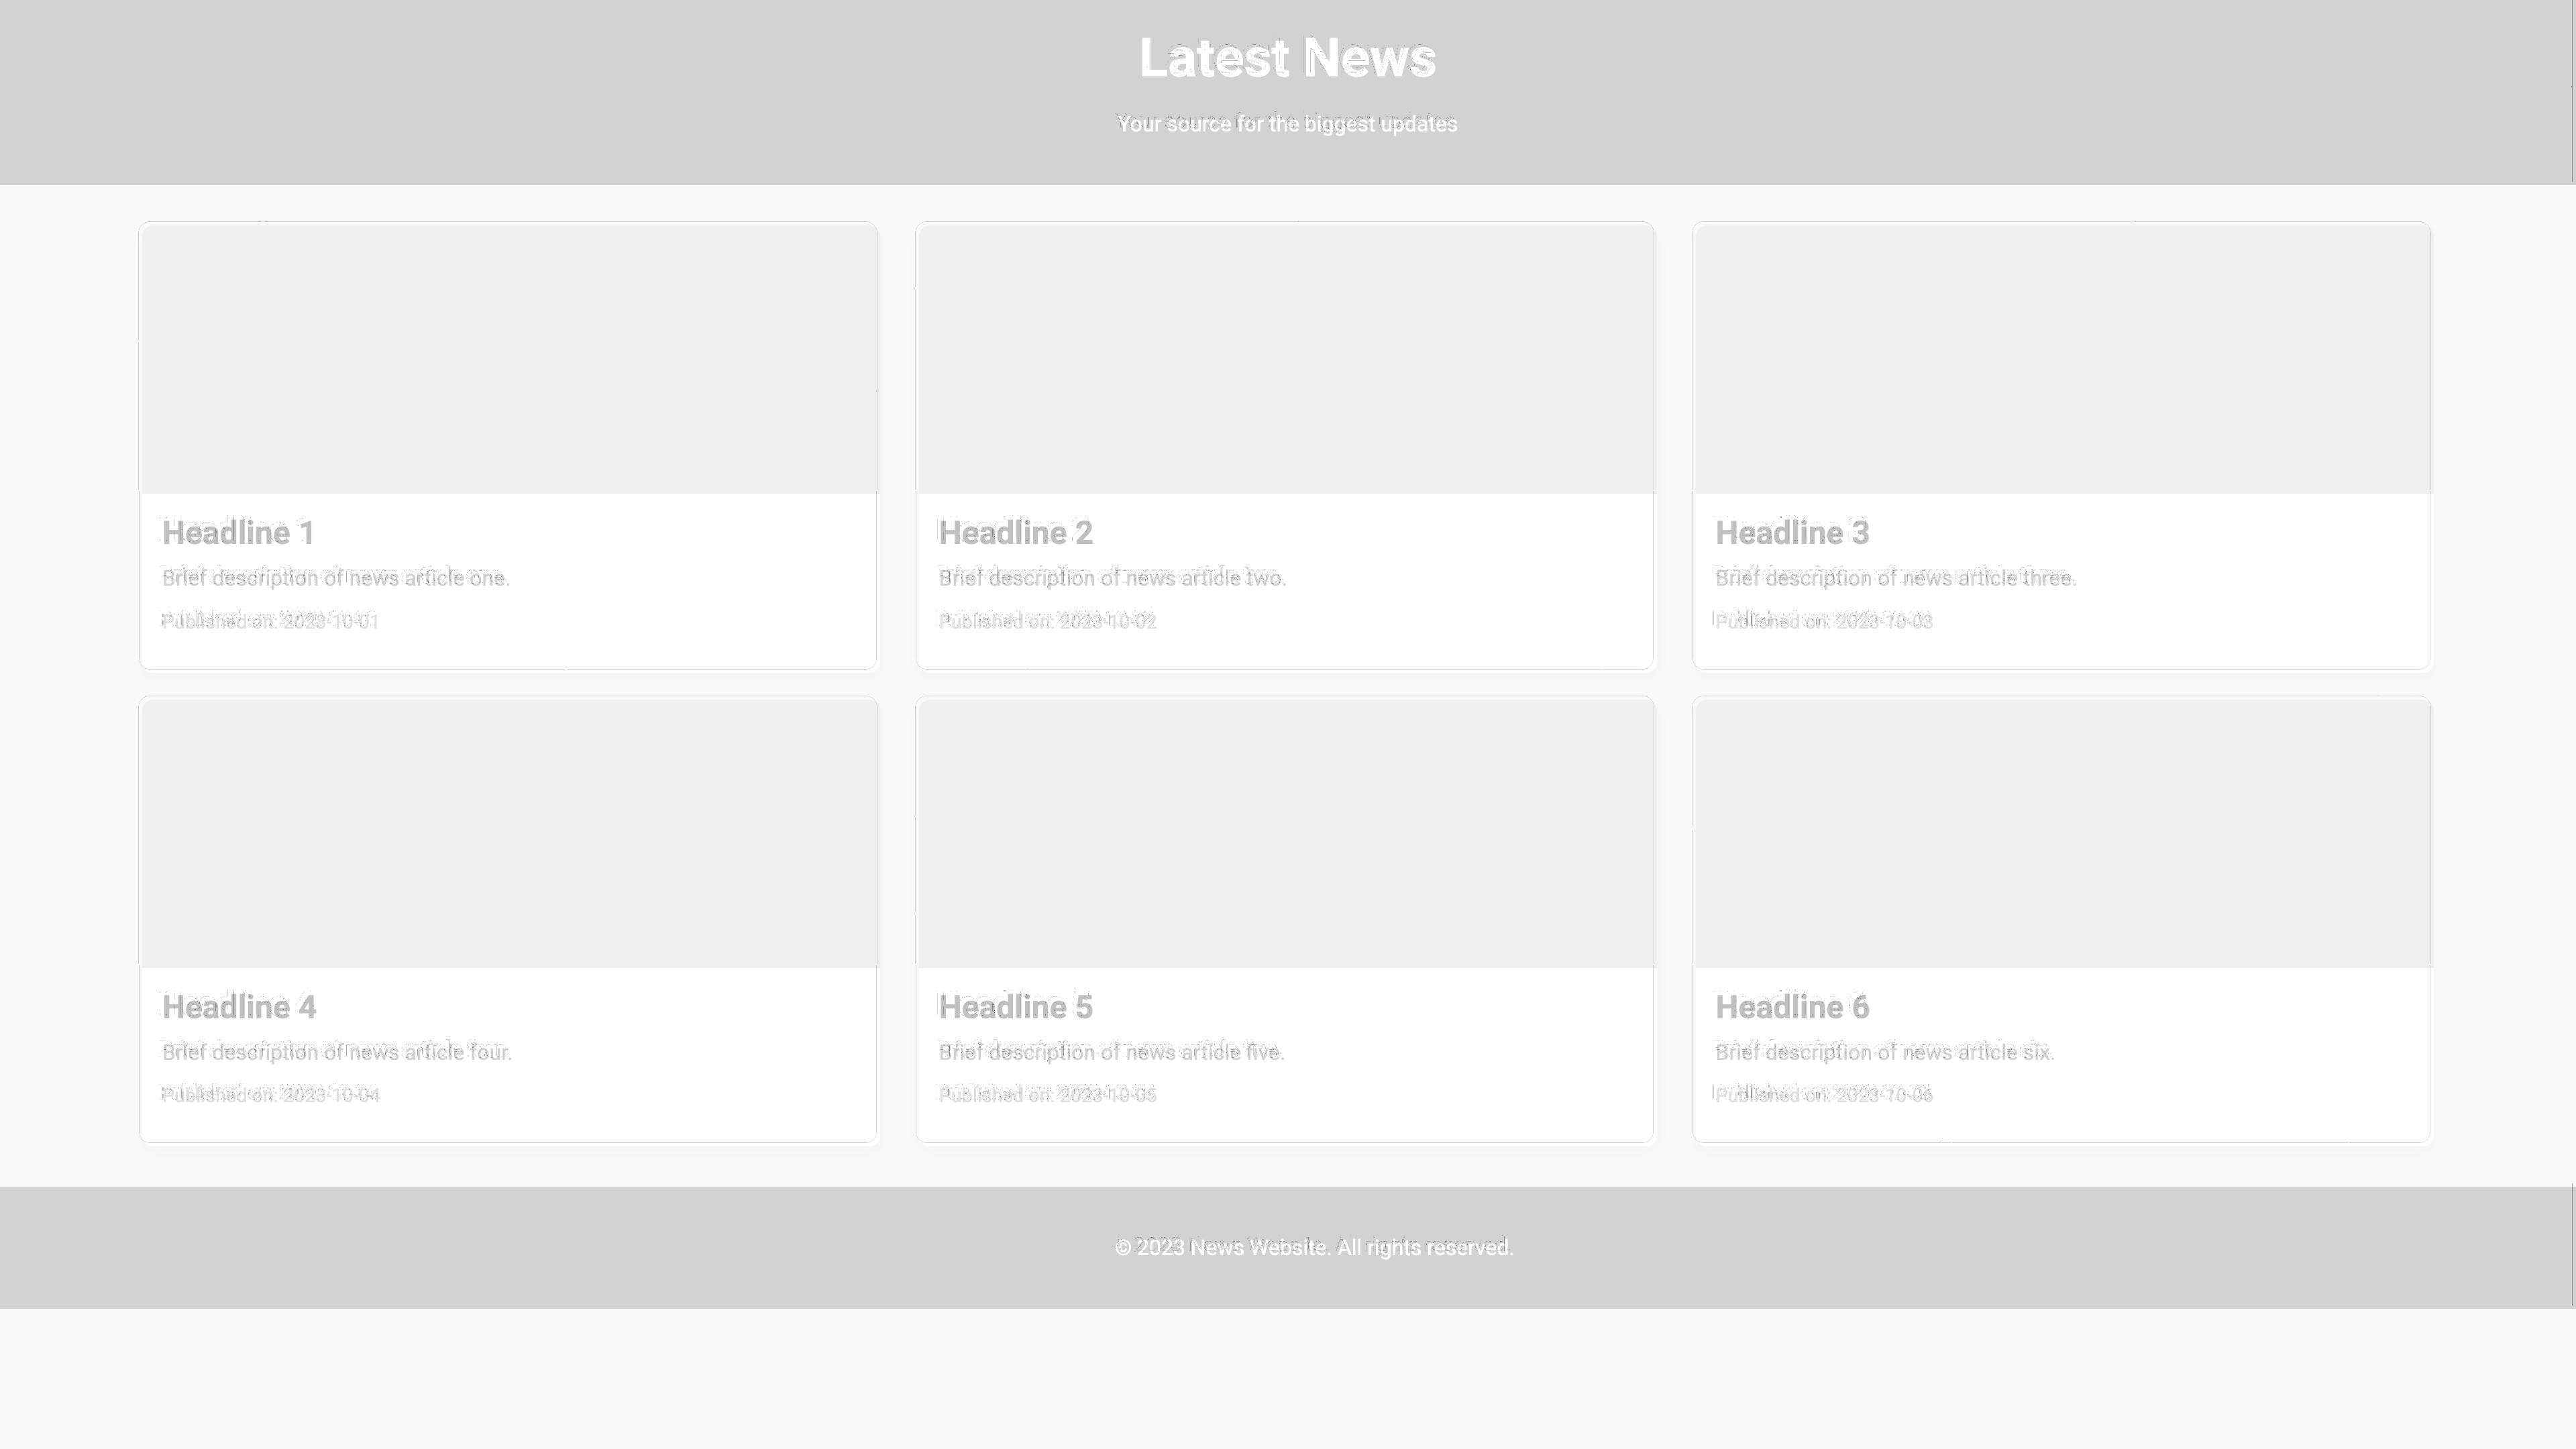 Latest News
Your source for the biggest updates
Headline 1
Brief description of news article one.
Published on: 2023-10-01
Headline 2
Brief description of news article two.
Published on: 2023-10-02
Headline 3
Brief description of news article three.
Published on: 2023-10-03
Headline 4
Brief description of news article four.
Published on: 2023-10-04
Headline 5
Brief description of news article five.
Published on: 2023-10-05
Headline 6
Brief description of news article six.
Published on: 2023-10-06
© 2023 News Website. All rights reserved.